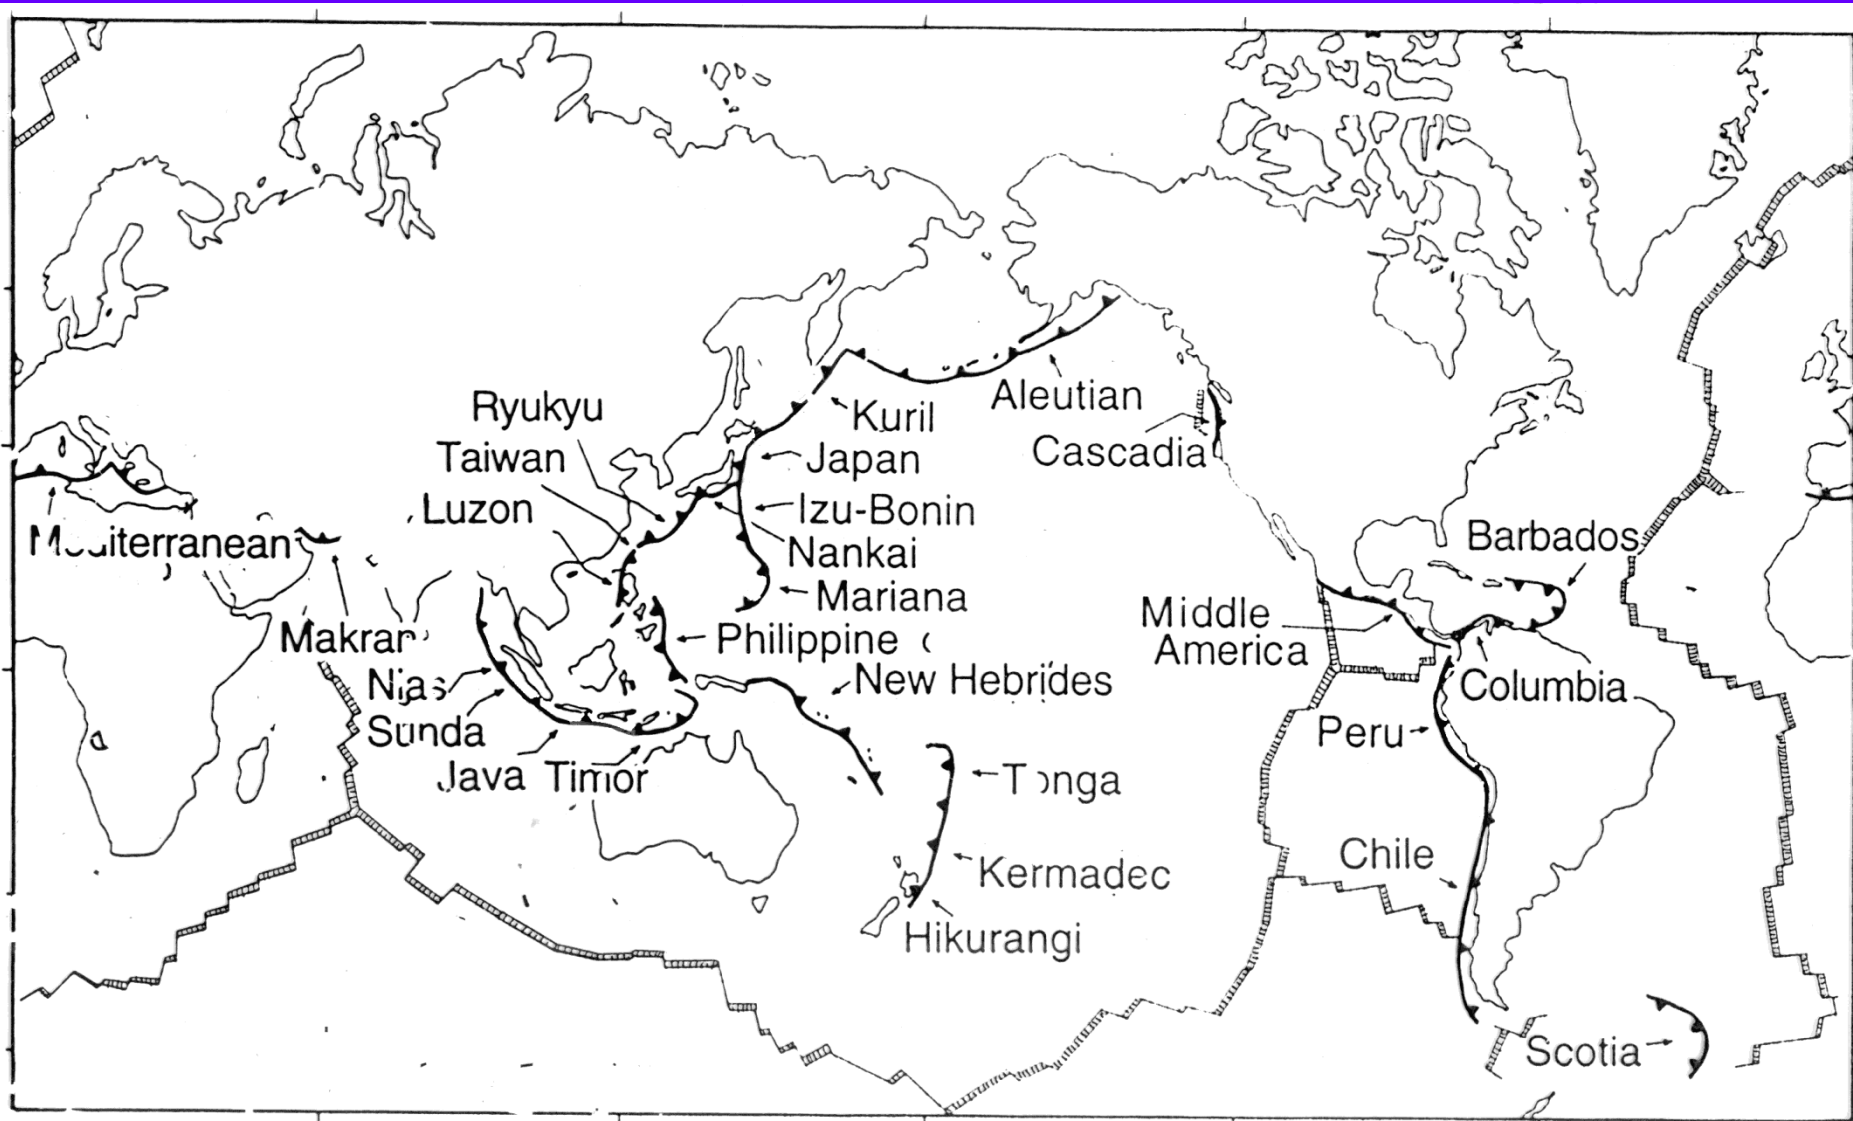 Ryukyu
Taiwan
Luzon
Aleutian
Kuril
Cascadia
Japan
Izu-Bonin
Nankai
Mariana
Mediterranean
Makran
Philippine
New Hebrides
Nias
Sunda
Java
Timor
Tonga
Kermadec
Hikurangi
Barbados
Middle
America
Columbia
Peru
Chile
Scotia